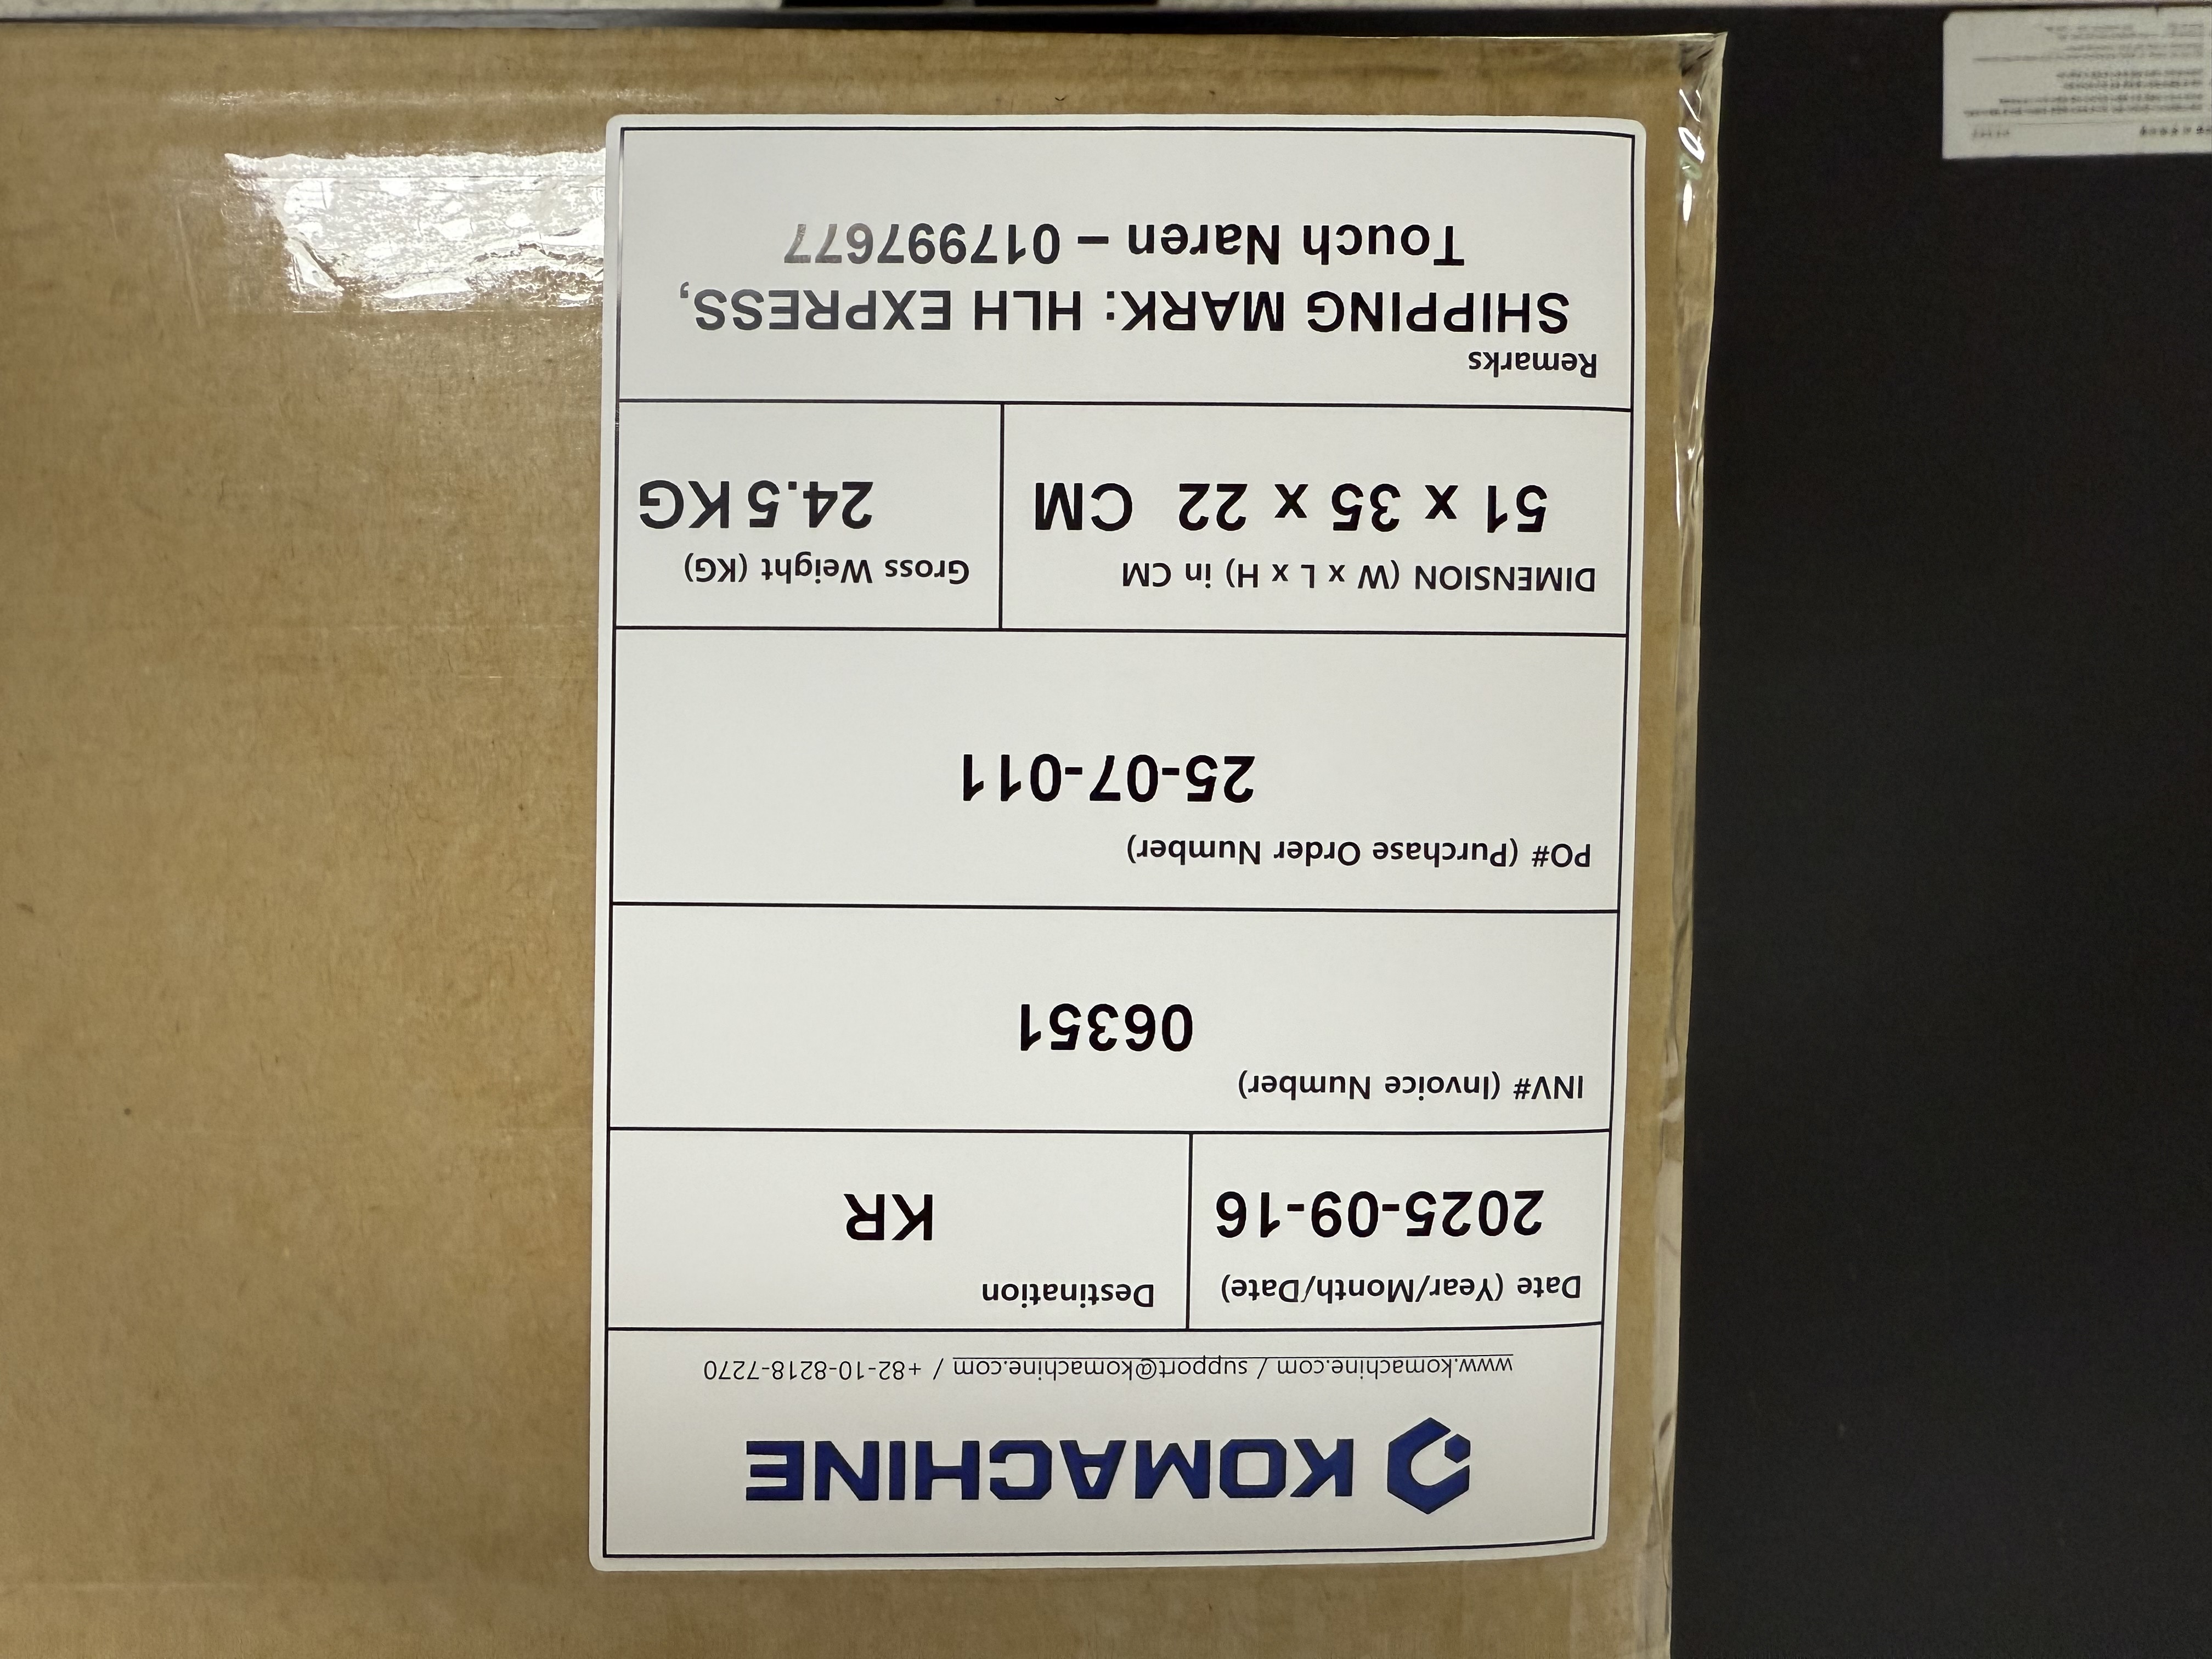 KOMACHINE
www.komachine.com / support@komachine.com / +82-10-8218-7270
Date (Year/Month/Date)
2025-09-16
Destination
KR
INV# (Invoice Number)
06351
PO# (Purchase Order Number)
25-07-011
DIMENSION (W x L x H) in CM
51 x 35 x 22 CM
Gross Weight (KG)
24.5 KG
Remarks
SHIPPING MARK: HLH EXPRESS,
Touch Naren – 017997677